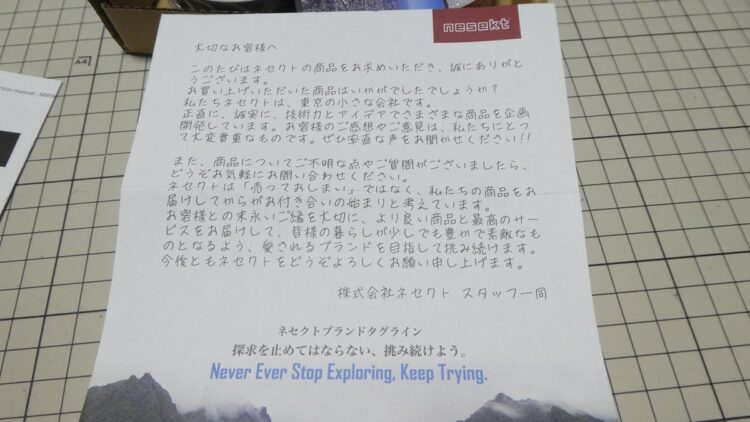 nesekt
大切なお客様へ
このたびはネセクトの商品をお求めいただき、誠にありがと
うございます。
お買い上げいただいた商品はいかがでしたでしょうか?
私たちネセクトは、東京の小さな会社です。
正直に、誠実に、技術力とアイデアでさまざまな商品を企画
開発しています。お客様のご感想やご意見は、私たちにとっ
て大変貴重なものです。ぜひ率直な声をお聞かせください!!
また、商品についてご不明な点やご質問がございましたら、
どうぞお気軽にお問い合わせください。
ネセクトは「売っておしまい」ではなく、私たちの商品をお
届けしてからがお付き合いの始まりと考えています。
お客様との末永いご縁を大切に、より良い商品と最高のサー
ビスをお届けして、皆様の暮らしが少しでも豊かで素敵なも
のとなるよう、愛されるブランドを目指して挑み続けます。
今後ともネセクトをどうぞよろしくお願い申し上げます。
株式会社ネセクト スタッフ一同
ネセクトブランドタグライン
探求を止めてはならない、挑み続けよう。
Never Ever Stop Exploring, Keep Trying.